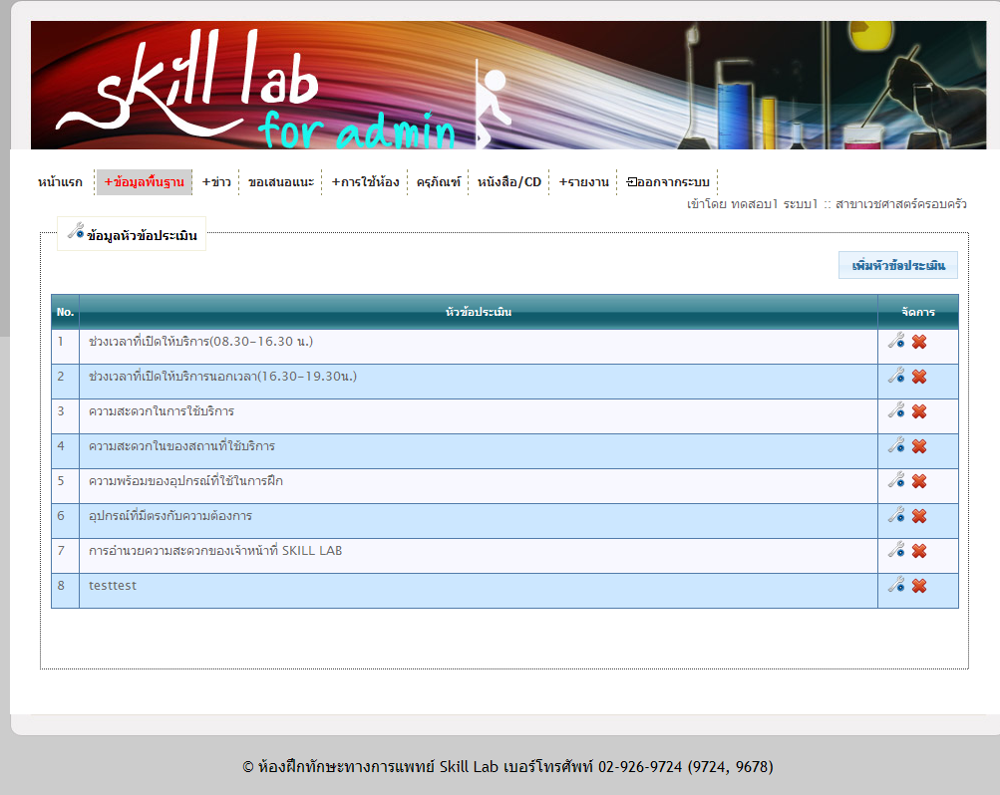 skill lab
for admin
หน้าแรก +ข้อมูลพื้นฐาน +ข่าว ขอเสนอแนะ +การใช้ห้อง ครุภัณฑ์ หนังสือ/CD +รายงาน ออกจากระบบ
เข้าโดย ทดสอบ1 ระบบ1 :: สาขาเวชศาสตร์ครอบครัว
ข้อมูลหัวข้อประเมิน
เพิ่มหัวข้อประเมิน
No. หัวข้อประเมิน จัดการ
1 ช่วงเวลาที่เปิดให้บริการ(08.30-16.30 น.)
2 ช่วงเวลาที่เปิดให้บริการนอกเวลา(16.30-19.30น.)
3 ความสะดวกในการใช้บริการ
4 ความสะดวกในของสถานที่ใช้บริการ
5 ความพร้อมของอุปกรณ์ที่ใช้ในการฝึก
6 อุปกรณ์ที่มีตรงกับความต้องการ
7 การอำนวยความสะดวกของเจ้าหน้าที่ SKILL LAB
8 testtest
© ห้องฝึกทักษะทางการแพทย์ Skill Lab เบอร์โทรศัพท์ 02-926-9724 (9724, 9678)